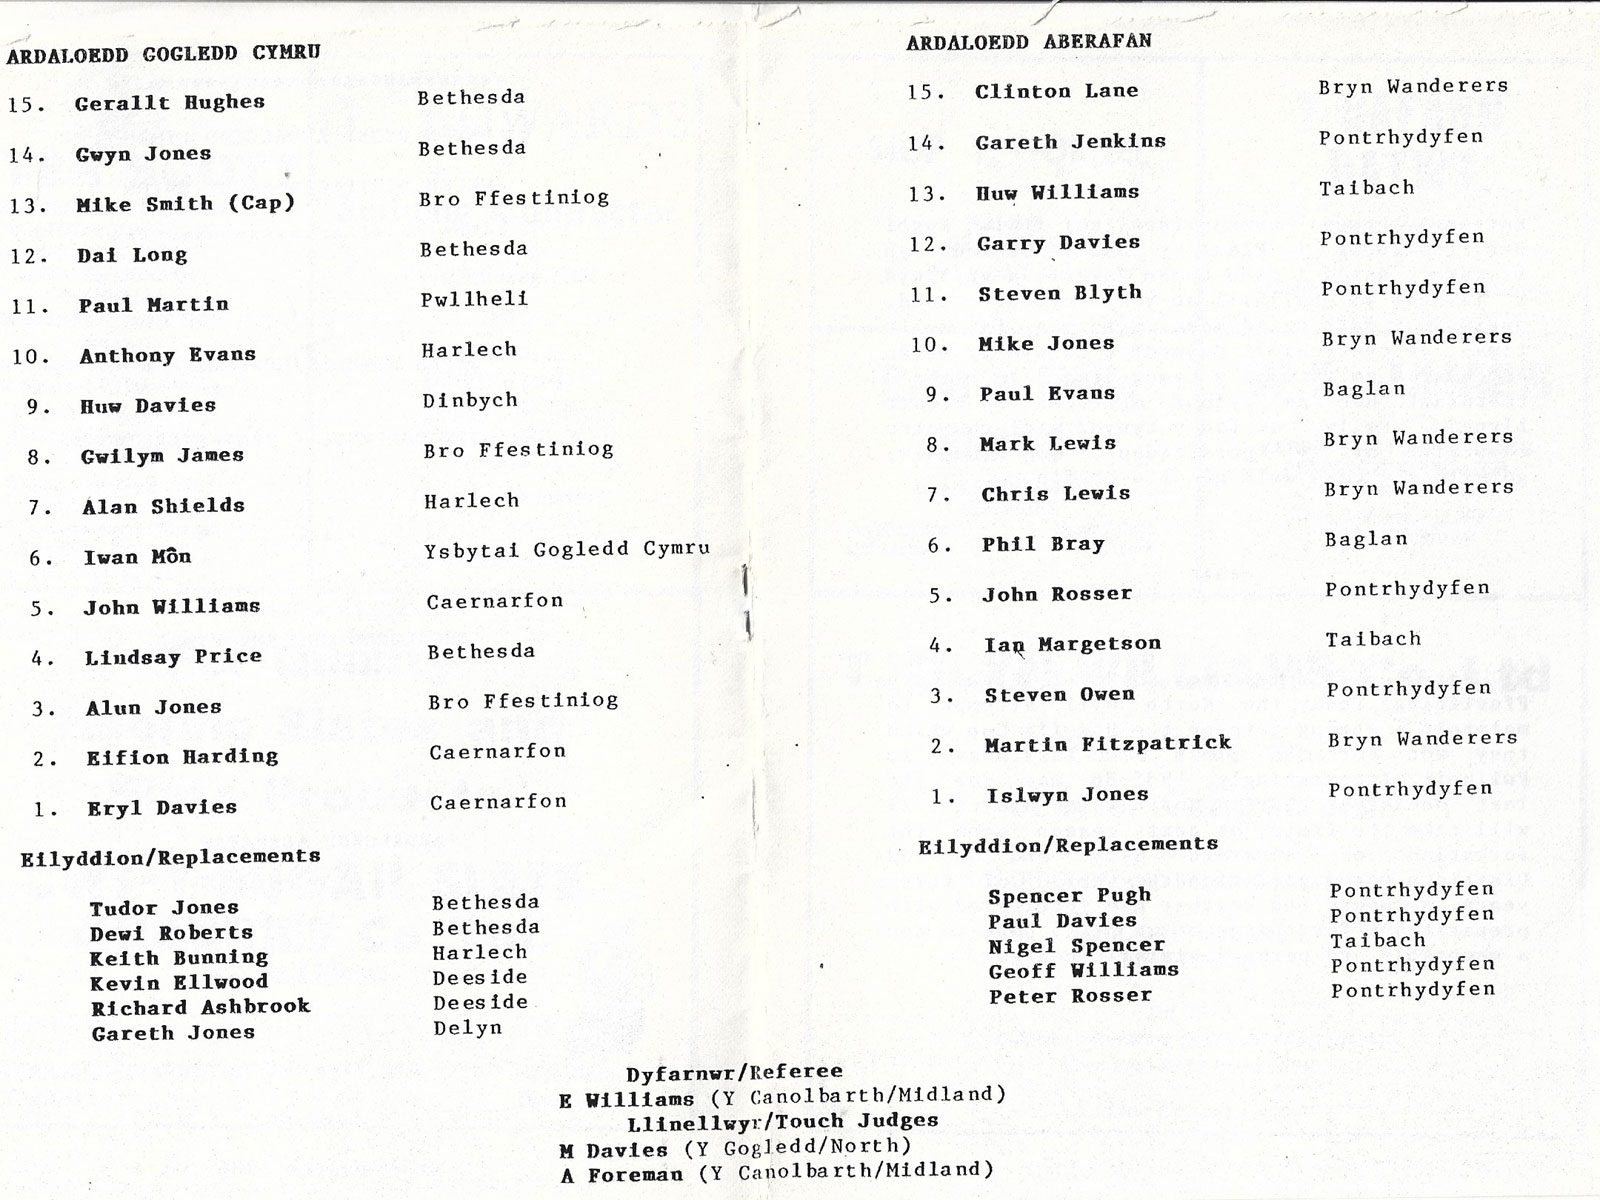 ARDALOEDD GOGLEDD CYMRU
15. Gerallt Hughes Bethesda
14. Gwyn Jones Bethesda
13. Mike Smith (Cap) Bro Ffestiniog
12. Dai Long Bethesda
11. Paul Martin Pwllheli
10. Anthony Evans Harlech
9. Huw Davies Dinbych
8. Gwilym James Bro Ffestiniog
7. Alan Shields Harlech
6. Iwan Môn Ysbytai Gogledd Cymru
5. John Williams Caernarfon
4. Lindsay Price Bethesda
3. Alun Jones Bro Ffestiniog
2. Eifion Harding Caernarfon
1. Eryl Davies Caernarfon
Eilyddion/Replacements
Tudor Jones Bethesda
Dewi Roberts Bethesda
Keith Bunning Harlech
Kevin Ellwood Deeside
Richard Ashbrook Deeside
Gareth Jones Delyn
ARDALOEDD ABERAFAN
15. Clinton Lane Bryn Wanderers
14. Gareth Jenkins Pontrhydyfen
13. Huw Williams Taibach
12. Garry Davies Pontrhydyfen
11. Steven Blyth Pontrhydyfen
10. Mike Jones Bryn Wanderers
9. Paul Evans Baglan
8. Mark Lewis Bryn Wanderers
7. Chris Lewis Bryn Wanderers
6. Phil Bray Baglan
5. John Rosser Pontrhydyfen
4. Ian Margetson Taibach
3. Steven Owen Pontrhydyfen
2. Martin Fitzpatrick Bryn Wanderers
1. Islwyn Jones Pontrhydyfen
Eilyddion/Replacements
Spencer Pugh Pontrhydyfen
Paul Davies Pontrhydyfen
Nigel Spencer Taibach
Geoff Williams Pontrhydyfen
Peter Rosser Pontrhydyfen
Dyfarnwr/Referee
E Williams (Y Canolbarth/Midland)
Llinellwyr/Touch Judges
M Davies (Y Gogledd/North)
A Foreman (Y Canolbarth/Midland)